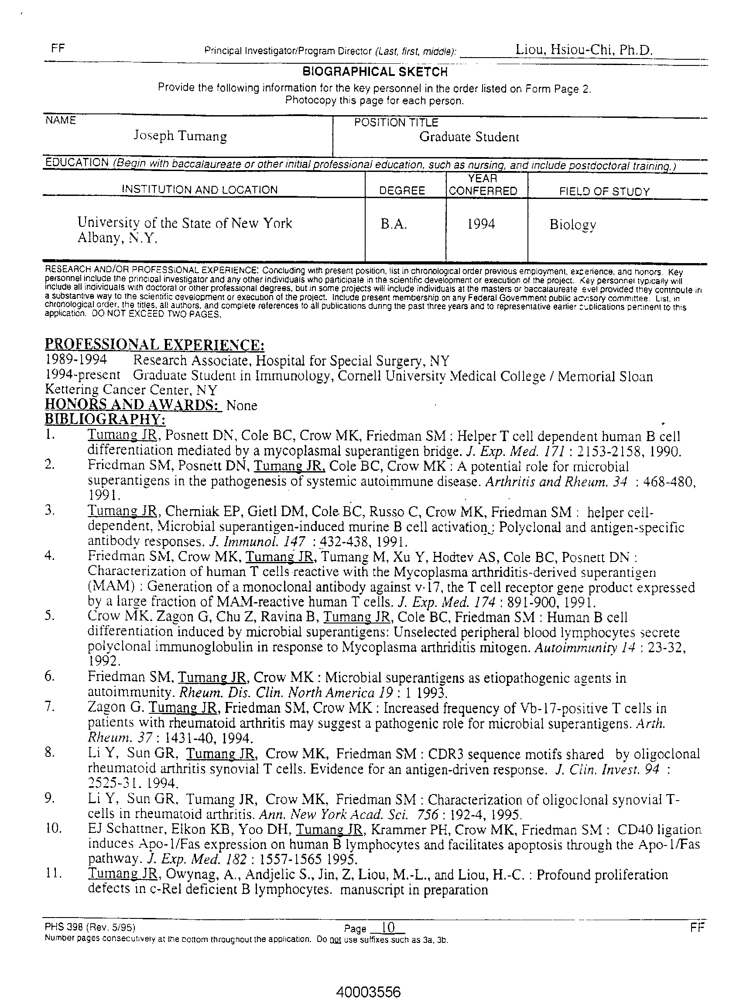 FF Principal Investigator/Program Director (Last, first, middle): Liou, Hsiou-Chi, Ph.D.
BIOGRAPHICAL SKETCH
Provide the following information for the key personnel in the order listed on Form Page 2.
Photocopy this page for each person.
NAME POSITION TITLE
Joseph Tumang Graduate Student
EDUCATION (Begin with baccalaureate or other initial professional education, such as nursing, and include postdoctoral training.)
INSTITUTION AND LOCATION DEGREE YEAR CONFERRED FIELD OF STUDY
University of the State of New York B.A. 1994 Biology
Albany, N.Y.
RESEARCH AND/OR PROFESSIONAL EXPERIENCE: Concluding with present position, list in chronological order previous employment, experience, and honors. Key
personnel include the principal investigator and any other individuals who participate in the scientific development or execution of the project. Key personnel typically will
include all individuals with doctoral or other professional degrees, but in some projects will include individuals at the masters or baccalaureate level provided they contribute in
a substantive way to the scientific development or execution of the project. Include present membership on any Federal Government public advisory committee. List, in
chronological order, the titles, all authors, and complete references to all publications during the past three years and to representative earlier publications pertinent to this
application. DO NOT EXCEED TWO PAGES.
PROFESSIONAL EXPERIENCE:
1989-1994 Research Associate, Hospital for Special Surgery, NY
1994-present Graduate Student in Immunology, Cornell University Medical College / Memorial Sloan
Kettering Cancer Center, NY
HONORS AND AWARDS: None
BIBLIOGRAPHY:
1. Tumang JR, Posnett DN, Cole BC, Crow MK, Friedman SM : Helper T cell dependent human B cell
differentiation mediated by a mycoplasmal superantigen bridge. J. Exp. Med. 171 : 2153-2158, 1990.
2. Friedman SM, Posnett DN, Tumang JR, Cole BC, Crow MK : A potential role for microbial
superantigens in the pathogenesis of systemic autoimmune disease. Arthritis and Rheum. 34 : 468-480,
1991.
3. Tumang JR, Cherniak EP, Gietl DM, Cole BC, Russo C, Crow MK, Friedman SM : helper cell-
dependent, Microbial superantigen-induced murine B cell activation : Polyclonal and antigen-specific
antibody responses. J. Immunol. 147 : 432-438, 1991.
4. Friedman SM, Crow MK, Tumang JR, Tumang M, Xu Y, Hodtev AS, Cole BC, Posnett DN :
Characterization of human T cells reactive with the Mycoplasma arthriditis-derived superantigen
(MAM) : Generation of a monoclonal antibody against v-17, the T cell receptor gene product expressed
by a large fraction of MAM-reactive human T cells. J. Exp. Med. 174 : 891-900, 1991.
5. Crow MK, Zagon G, Chu Z, Ravina B, Tumang JR, Cole BC, Friedman SM : Human B cell
differentiation induced by microbial superantigens: Unselected peripheral blood lymphocytes secrete
polyclonal immunoglobulin in response to Mycoplasma arthriditis mitogen. Autoimmunity 14 : 23-32,
1992.
6. Friedman SM, Tumang JR, Crow MK : Microbial superantigens as etiopathogenic agents in
autoimmunity. Rheum. Dis. Clin. North America 19 : 1 1993.
7. Zagon G. Tumang JR, Friedman SM, Crow MK : Increased frequency of Vb-17-positive T cells in
patients with rheumatoid arthritis may suggest a pathogenic role for microbial superantigens. Arth.
Rheum. 37 : 1431-40, 1994.
8. Li Y, Sun GR, Tumang JR, Crow MK, Friedman SM : CDR3 sequence motifs shared by oligoclonal
rheumatoid arthritis synovial T cells. Evidence for an antigen-driven response. J. Clin. Invest. 94 :
2525-31. 1994.
9. Li Y, Sun GR, Tumang JR, Crow MK, Friedman SM : Characterization of oligoclonal synovial T-
cells in rheumatoid arthritis. Ann. New York Acad. Sci. 756 : 192-4, 1995.
10. EJ Schattner, Elkon KB, Yoo DH, Tumang JR, Krammer PH, Crow MK, Friedman SM : CD40 ligation
induces Apo-1/Fas expression on human B lymphocytes and facilitates apoptosis through the Apo-1/Fas
pathway. J. Exp. Med. 182 : 1557-1565 1995.
11. Tumang JR, Owynag, A., Andjelic S., Jin, Z, Liou, M.-L., and Liou, H.-C. : Profound proliferation
defects in c-Rel deficient B lymphocytes. manuscript in preparation
PHS 398 (Rev. 5/95) Page 10 FF
Number pages consecutively at the bottom throughout the application. Do not use suffixes such as 3a, 3b.
40003556